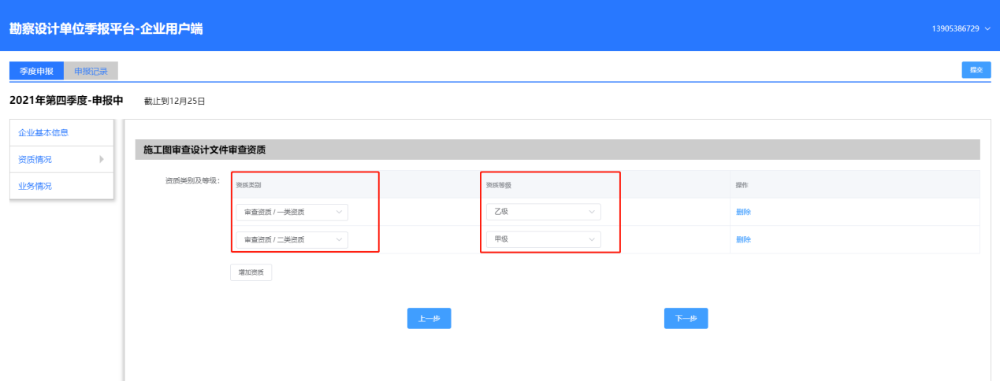 勘察设计单位季报平台-企业用户端
13905386729
季度申报 申报记录 提交
2021年第四季度-申报中 截止到12月25日
企业基本信息
资质情况
业务情况
施工图审查设计文件审查资质
资质类别及等级: 资质类别 资质等级 操作
审查资质 / 一类资质 乙级 删除
审查资质 / 二类资质 甲级 删除
增加资质
上一步 下一步